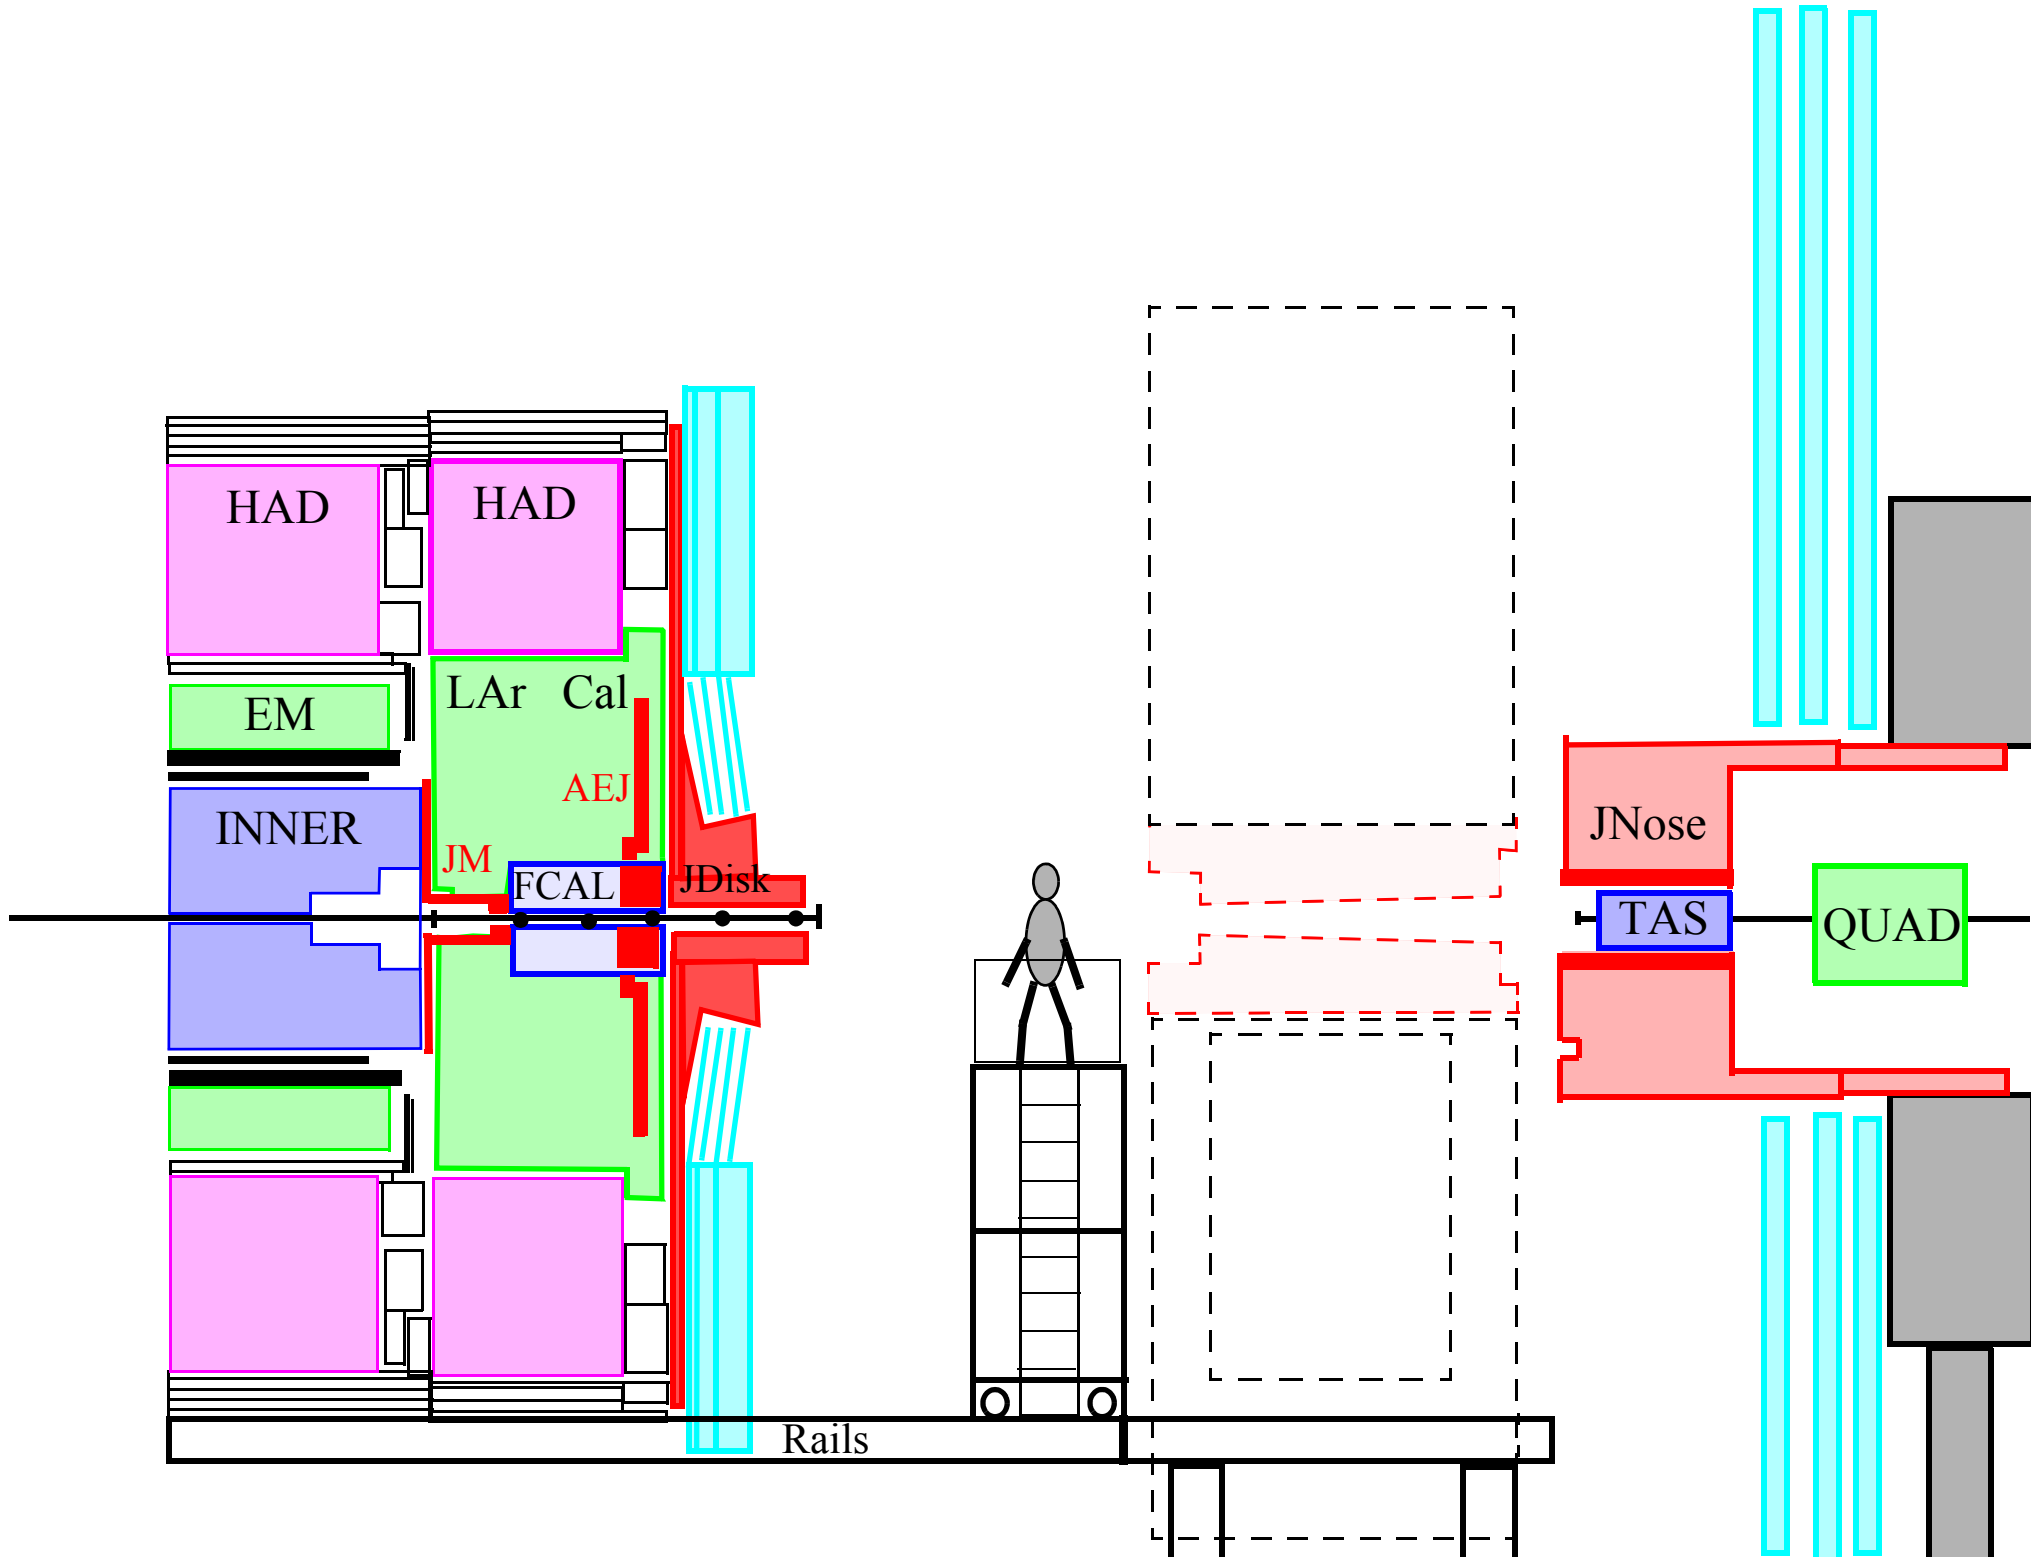 HAD
HAD
LAr Cal
EM
AEJ
INNER
JM
FCAL
JDisk
JNose
TAS
QUAD
Rails